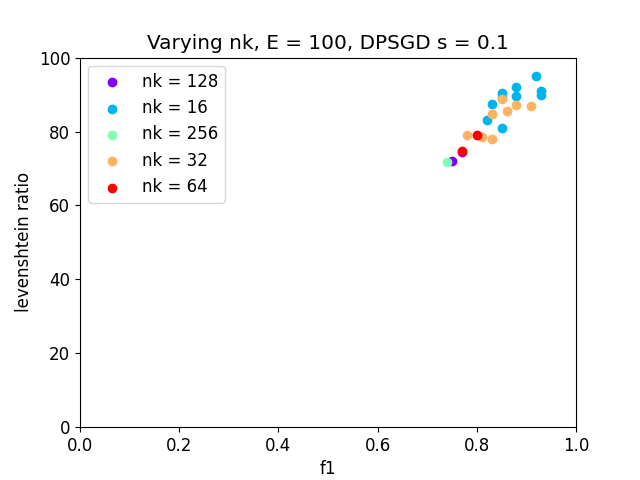 Varying nk, E = 100, DPSGD s = 0.1
levenshtein ratio
100
80
60
40
20
0
nk = 128
nk = 16
nk = 256
nk = 32
nk = 64
0.0 0.2 0.4 0.6 0.8 1.0
f1